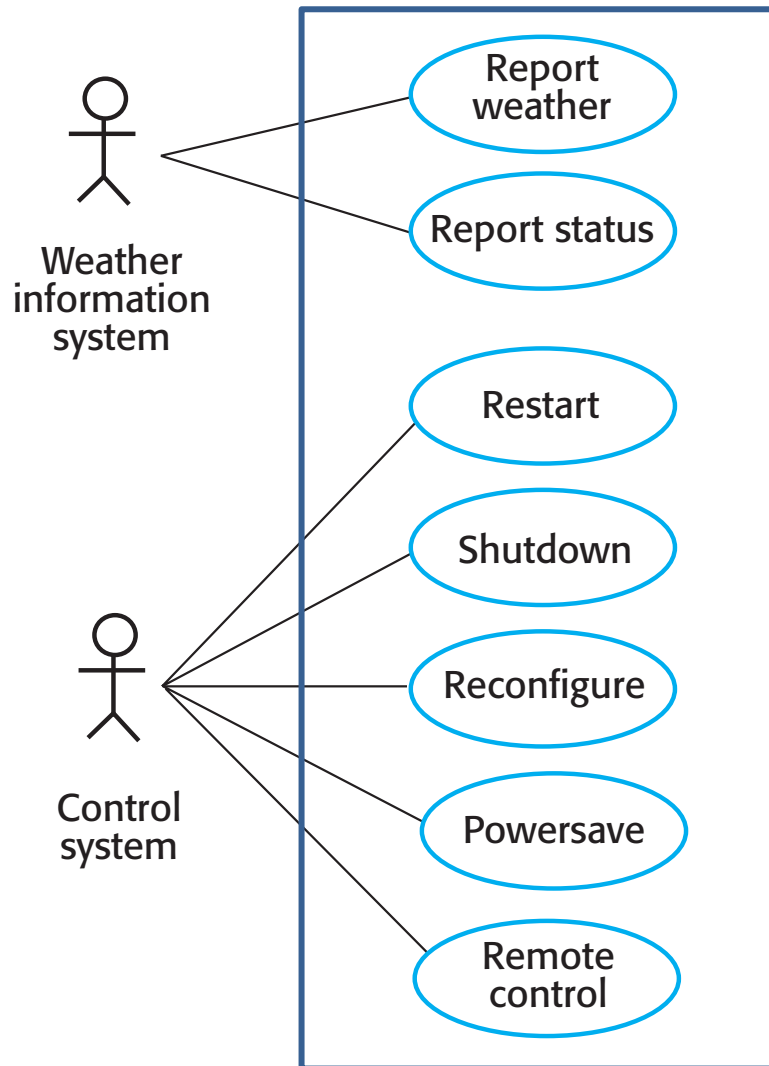 Report
weather
Report status
Weather
information
system
Restart
Shutdown
Reconfigure
Control
system
Powersave
Remote
control